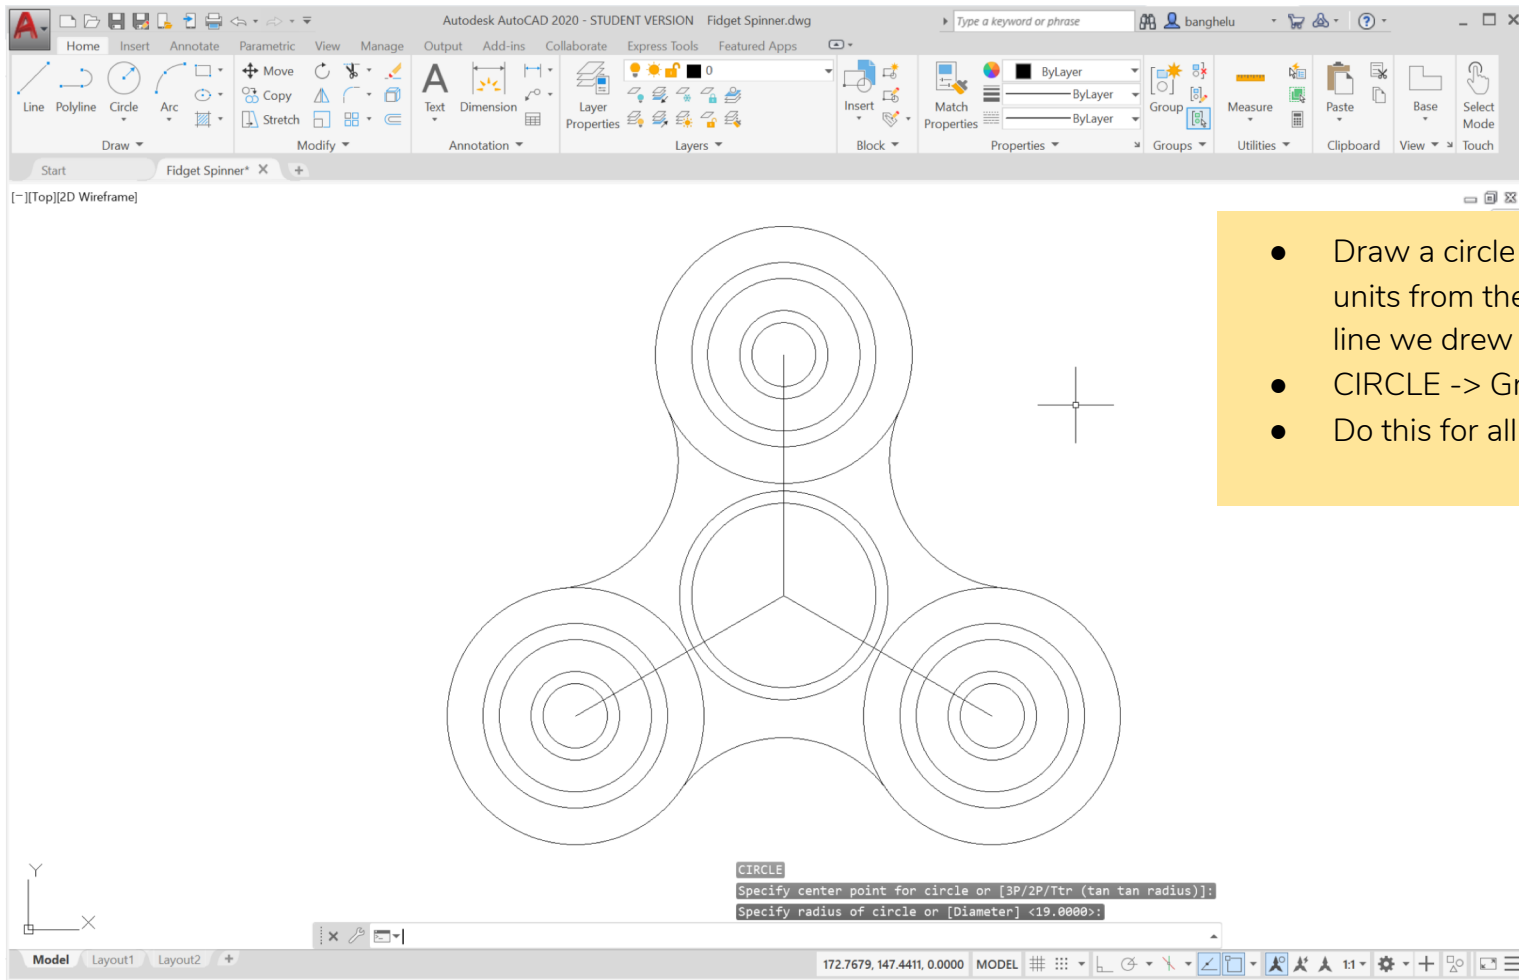 Autodesk AutoCAD 2020 - STUDENT VERSION Fidget Spinner.dwg
Type a keyword or phrase
banghelu
Home Insert Annotate Parametric View Manage Output Add-ins Collaborate Express Tools Featured Apps
Line Polyline Circle Arc
Move
Copy
Stretch
Text Dimension
Layer
Properties
0
Insert
Match
Properties
ByLayer
ByLayer
ByLayer
Group
Measure
Paste
Base
Select
Mode
Draw Modify Annotation Layers Block Properties Groups Utilities Clipboard View Touch
Start Fidget Spinner*
[−][Top][2D Wireframe]
● Draw a circle
units from the
line we drew
● CIRCLE -> Gr
● Do this for all
Y
X
CIRCLE
Specify center point for circle or [3P/2P/Ttr (tan tan radius)]:
Specify radius of circle or [Diameter] <19.0000>:
Model Layout1 Layout2 +
172.7679, 147.4411, 0.0000 MODEL 1:1